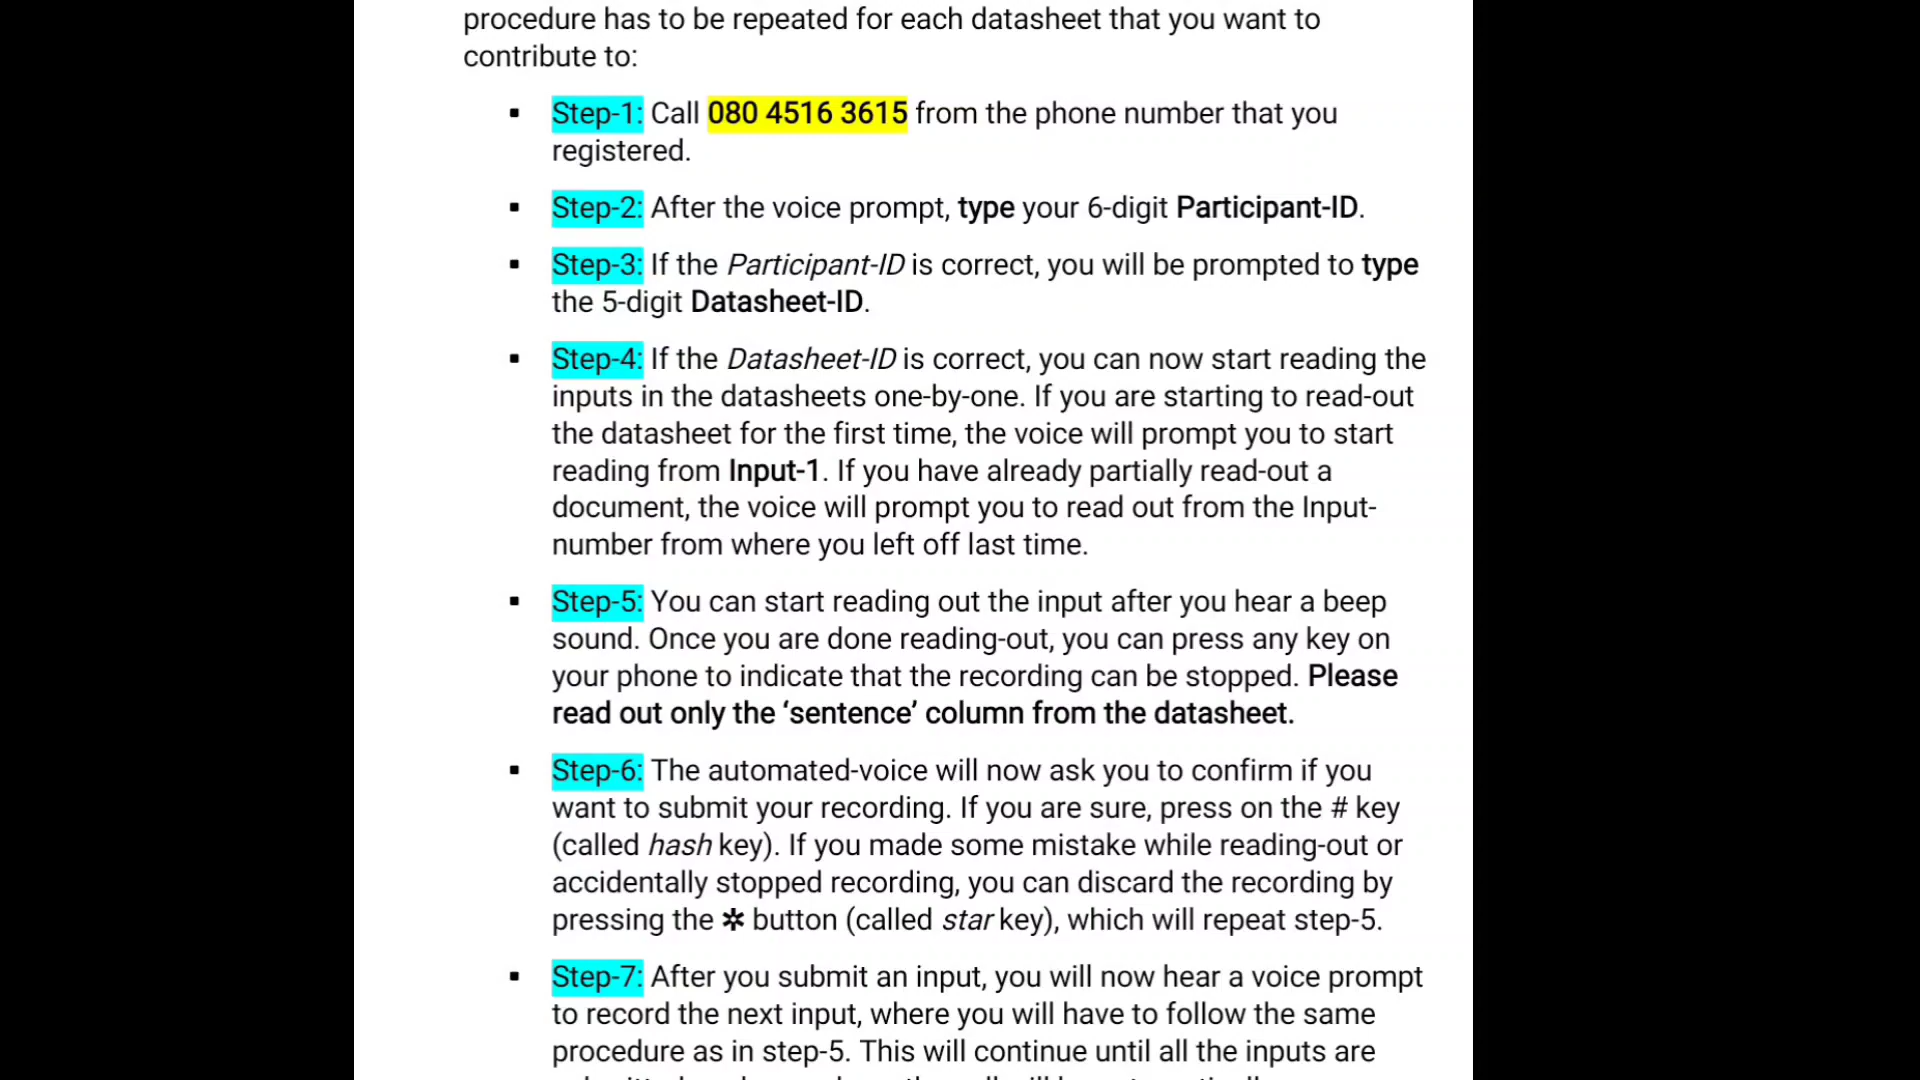 procedure has to be repeated for each datasheet that you want to
contribute to:
▪ Step-1: Call 080 4516 3615 from the phone number that you
registered.
▪ Step-2: After the voice prompt, type your 6-digit Participant-ID.
▪ Step-3: If the Participant-ID is correct, you will be prompted to type
the 5-digit Datasheet-ID.
▪ Step-4: If the Datasheet-ID is correct, you can now start reading the
inputs in the datasheets one-by-one. If you are starting to read-out
the datasheet for the first time, the voice will prompt you to start
reading from Input-1. If you have already partially read-out a
document, the voice will prompt you to read out from the Input-
number from where you left off last time.
▪ Step-5: You can start reading out the input after you hear a beep
sound. Once you are done reading-out, you can press any key on
your phone to indicate that the recording can be stopped. Please
read out only the ‘sentence’ column from the datasheet.
▪ Step-6: The automated-voice will now ask you to confirm if you
want to submit your recording. If you are sure, press on the # key
(called hash key). If you made some mistake while reading-out or
accidentally stopped recording, you can discard the recording by
pressing the ✲ button (called star key), which will repeat step-5.
▪ Step-7: After you submit an input, you will now hear a voice prompt
to record the next input, where you will have to follow the same
procedure as in step-5. This will continue until all the inputs are